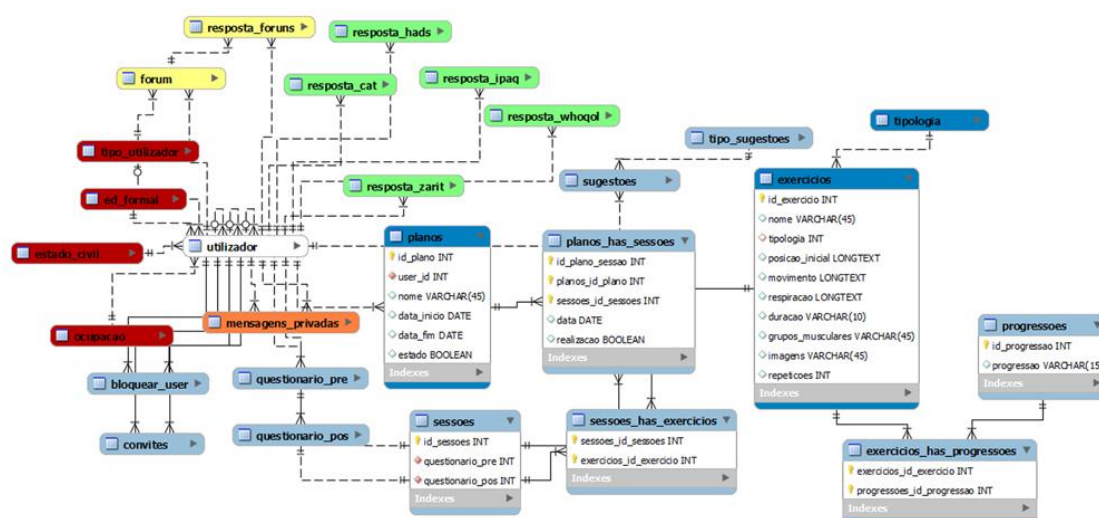 resposta_foruns
resposta_hads
forum
resposta_cat
resposta_ipaq
resposta_whoqol
tipologia
tipo_utilizador
tipo_sugestoes
ed_formal
resposta_zarit
sugestoes
exercicios
id_exercicio INT
nome VARCHAR(45)
tipologia INT
posicao_inicial LONGTEXT
movimento LONGTEXT
respiracao LONGTEXT
duracao VARCHAR(10)
grupos_musculares VARCHAR(45)
imagens VARCHAR(45)
repeticoes INT
Indexes
estado_civil
utilizador
planos
id_plano INT
user_id INT
nome VARCHAR(45)
data_inicio DATE
data_fim DATE
estado BOOLEAN
Indexes
planos_has_sessoes
id_plano_sessao INT
planos_id_plano INT
sessoes_id_sessoes INT
data DATE
realizacao BOOLEAN
Indexes
ocupacao
mensagens_privadas
progressoes
id_progressao INT
progressao VARCHAR(15
Indexes
bloquear_user
questionario_pre
convites
questionario_pos
sessoes
id_sessoes INT
questionario_pre INT
questionario_pos INT
Indexes
sessoes_has_exercicios
sessoes_id_sessoes INT
exercicios_id_exercicio INT
Indexes
exercicios_has_progressoes
exercicios_id_exercicio INT
progressoes_id_progressao INT
Indexes